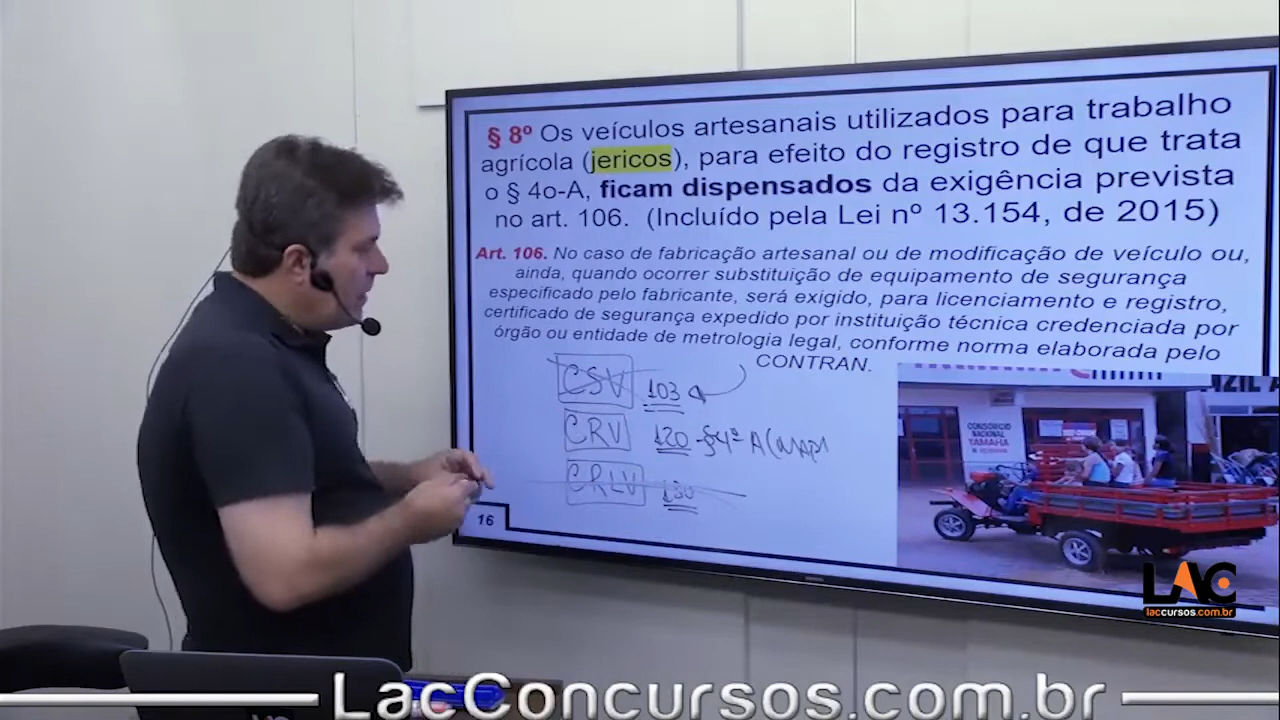 § 8º Os veículos artesanais utilizados para trabalho
agrícola (jericos), para efeito do registro de que trata
o § 4o-A, ficam dispensados da exigência prevista
no art. 106. (Incluído pela Lei nº 13.154, de 2015)
Art. 106. No caso de fabricação artesanal ou de modificação de veículo ou,
ainda, quando ocorrer substituição de equipamento de segurança
especificado pelo fabricante, será exigido, para licenciamento e registro,
certificado de segurança expedido por instituição técnica credenciada por
órgão ou entidade de metrologia legal, conforme norma elaborada pelo
CONTRAN.
CSV 103
CRV 120 - §4º A
CRLV 130
CONSÓRCIO
NACIONAL
YAMAHA
16
LAC
laccursos.com.br
LacConcursos.com.br